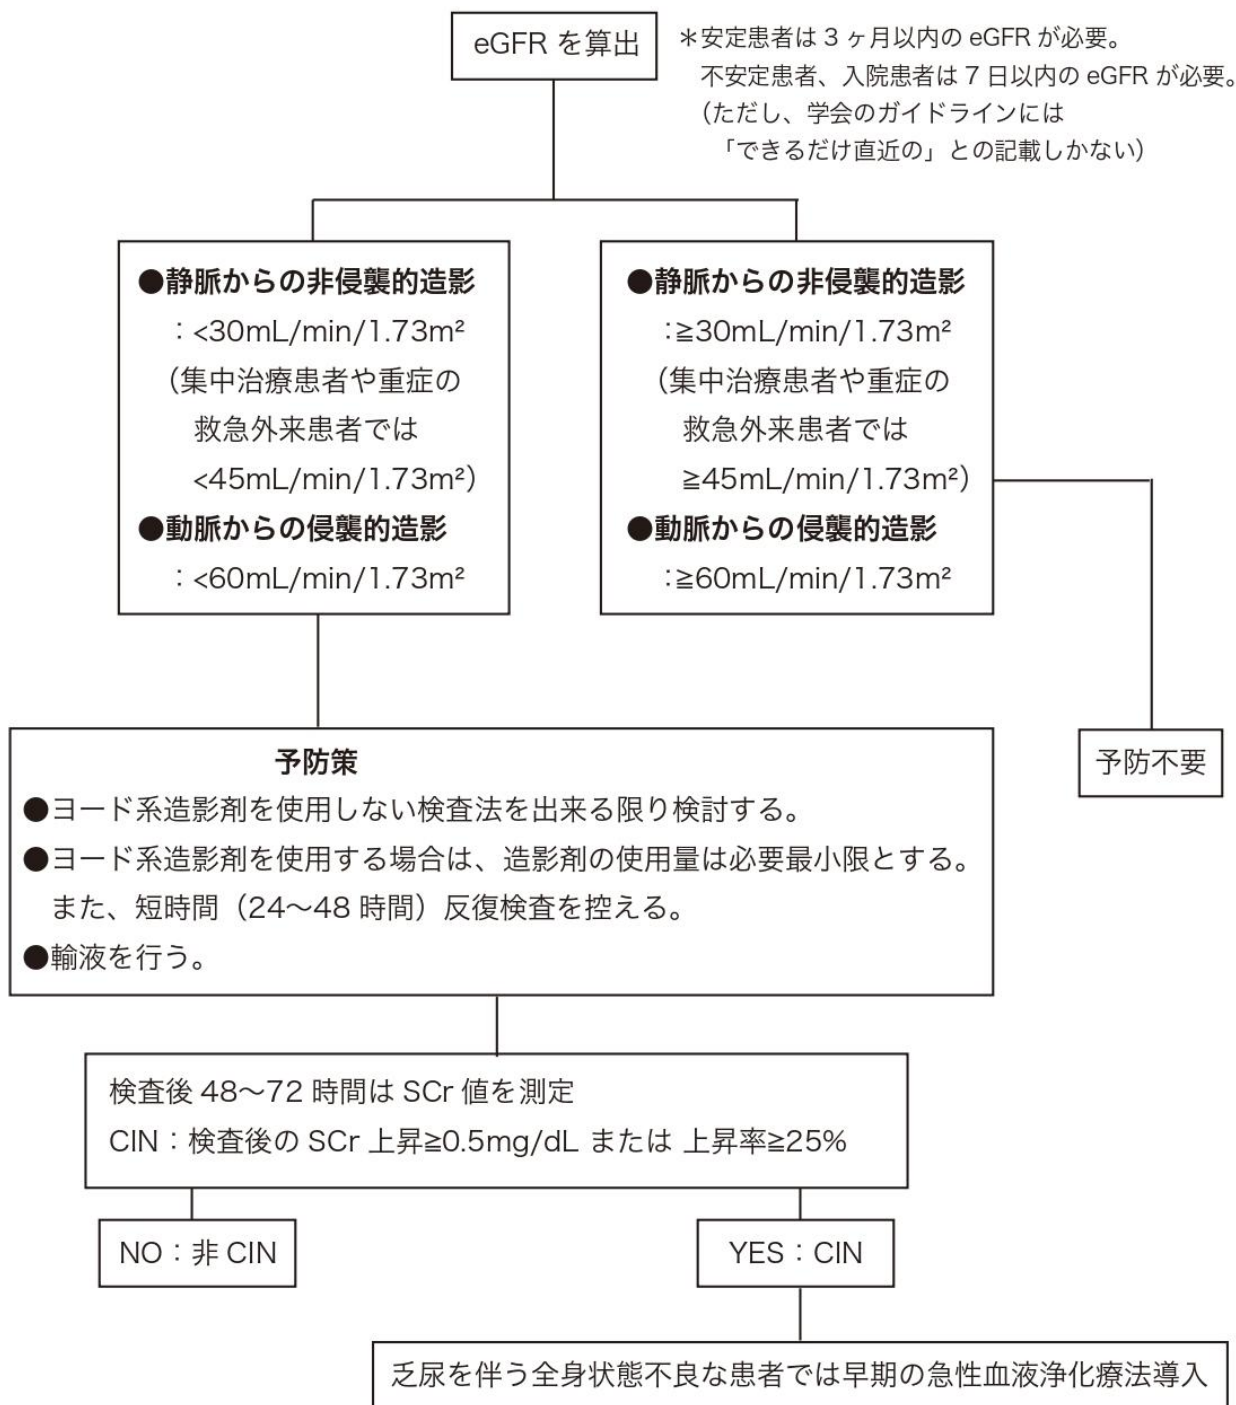 eGFR を算出
＊安定患者は 3 ヶ月以内の eGFR が必要。
不安定患者、入院患者は 7 日以内の eGFR が必要。
（ただし、学会のガイドラインには
「できるだけ直近の」との記載しかない）
●静脈からの非侵襲的造影
：<30mL/min/1.73m²
（集中治療患者や重症の
救急外来患者では
<45mL/min/1.73m²）
●動脈からの侵襲的造影
：<60mL/min/1.73m²
●静脈からの非侵襲的造影
：≧30mL/min/1.73m²
（集中治療患者や重症の
救急外来患者では
≧45mL/min/1.73m²）
●動脈からの侵襲的造影
：≧60mL/min/1.73m²
予防策
●ヨード系造影剤を使用しない検査法を出来る限り検討する。
●ヨード系造影剤を使用する場合は、造影剤の使用量は必要最小限とする。
また、短時間（24～48 時間）反復検査を控える。
●輸液を行う。
予防不要
検査後 48～72 時間は SCr 値を測定
CIN：検査後の SCr 上昇≧0.5mg/dL または 上昇率≧25%
NO：非 CIN
YES：CIN
乏尿を伴う全身状態不良な患者では早期の急性血液浄化療法導入